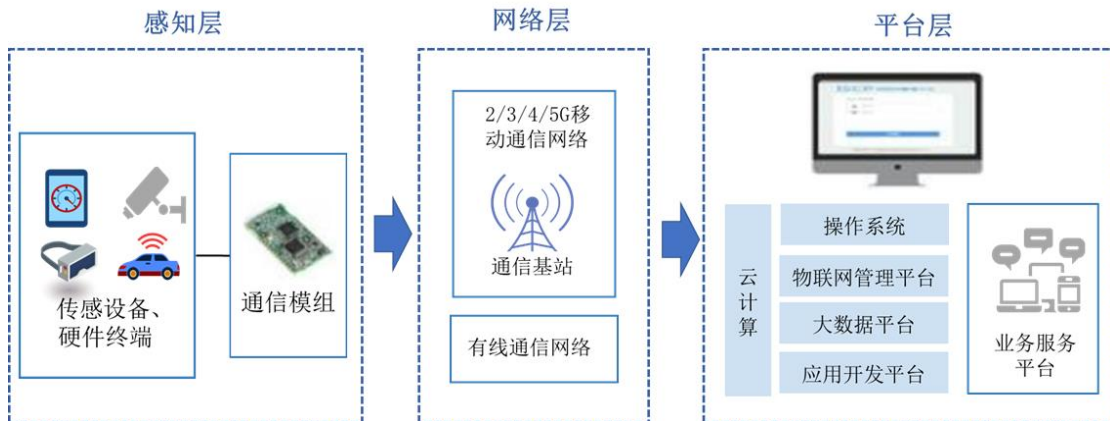 感知层
传感设备、
硬件终端
通信模组
网络层
2/3/4/5G移
动通信网络
通信基站
有线通信网络
平台层
云
计
算
操作系统
物联网管理平台
大数据平台
应用开发平台
业务服务
平台